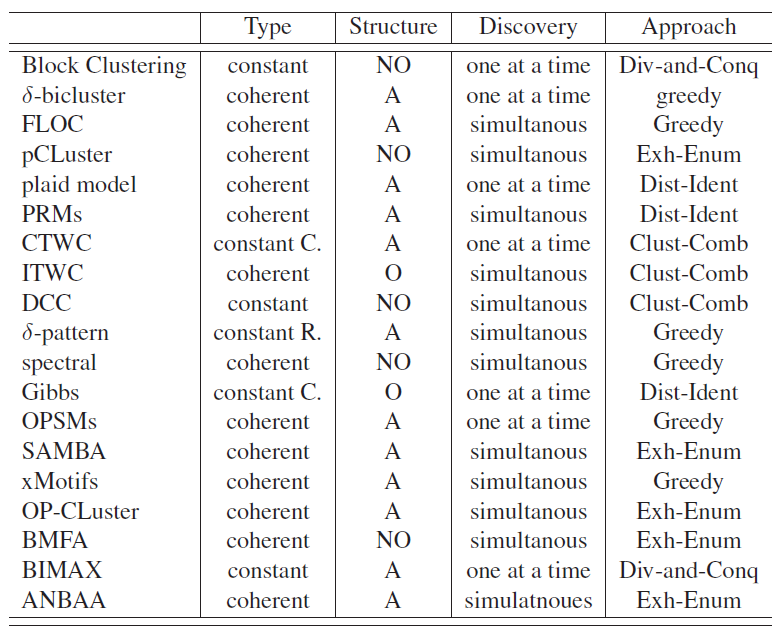 Type Structure Discovery Approach
Block Clustering constant NO one at a time Div-and-Conq
δ-bicluster coherent A one at a time greedy
FLOC coherent A simultanous Greedy
pCLuster coherent NO simultanous Exh-Enum
plaid model coherent A one at a time Dist-Ident
PRMs coherent A simultanous Dist-Ident
CTWC constant C. A one at a time Clust-Comb
ITWC coherent O simultanous Clust-Comb
DCC constant NO simultanous Clust-Comb
δ-pattern constant R. A simultanous Greedy
spectral coherent NO simultanous Greedy
Gibbs constant C. O one at a time Dist-Ident
OPSMs coherent A one at a time Greedy
SAMBA coherent A simultanous Exh-Enum
xMotifs coherent A simultanous Greedy
OP-CLuster coherent A simultanous Exh-Enum
BMFA coherent NO simultanous Exh-Enum
BIMAX constant A one at a time Div-and-Conq
ANBAA coherent A simulatnoues Exh-Enum